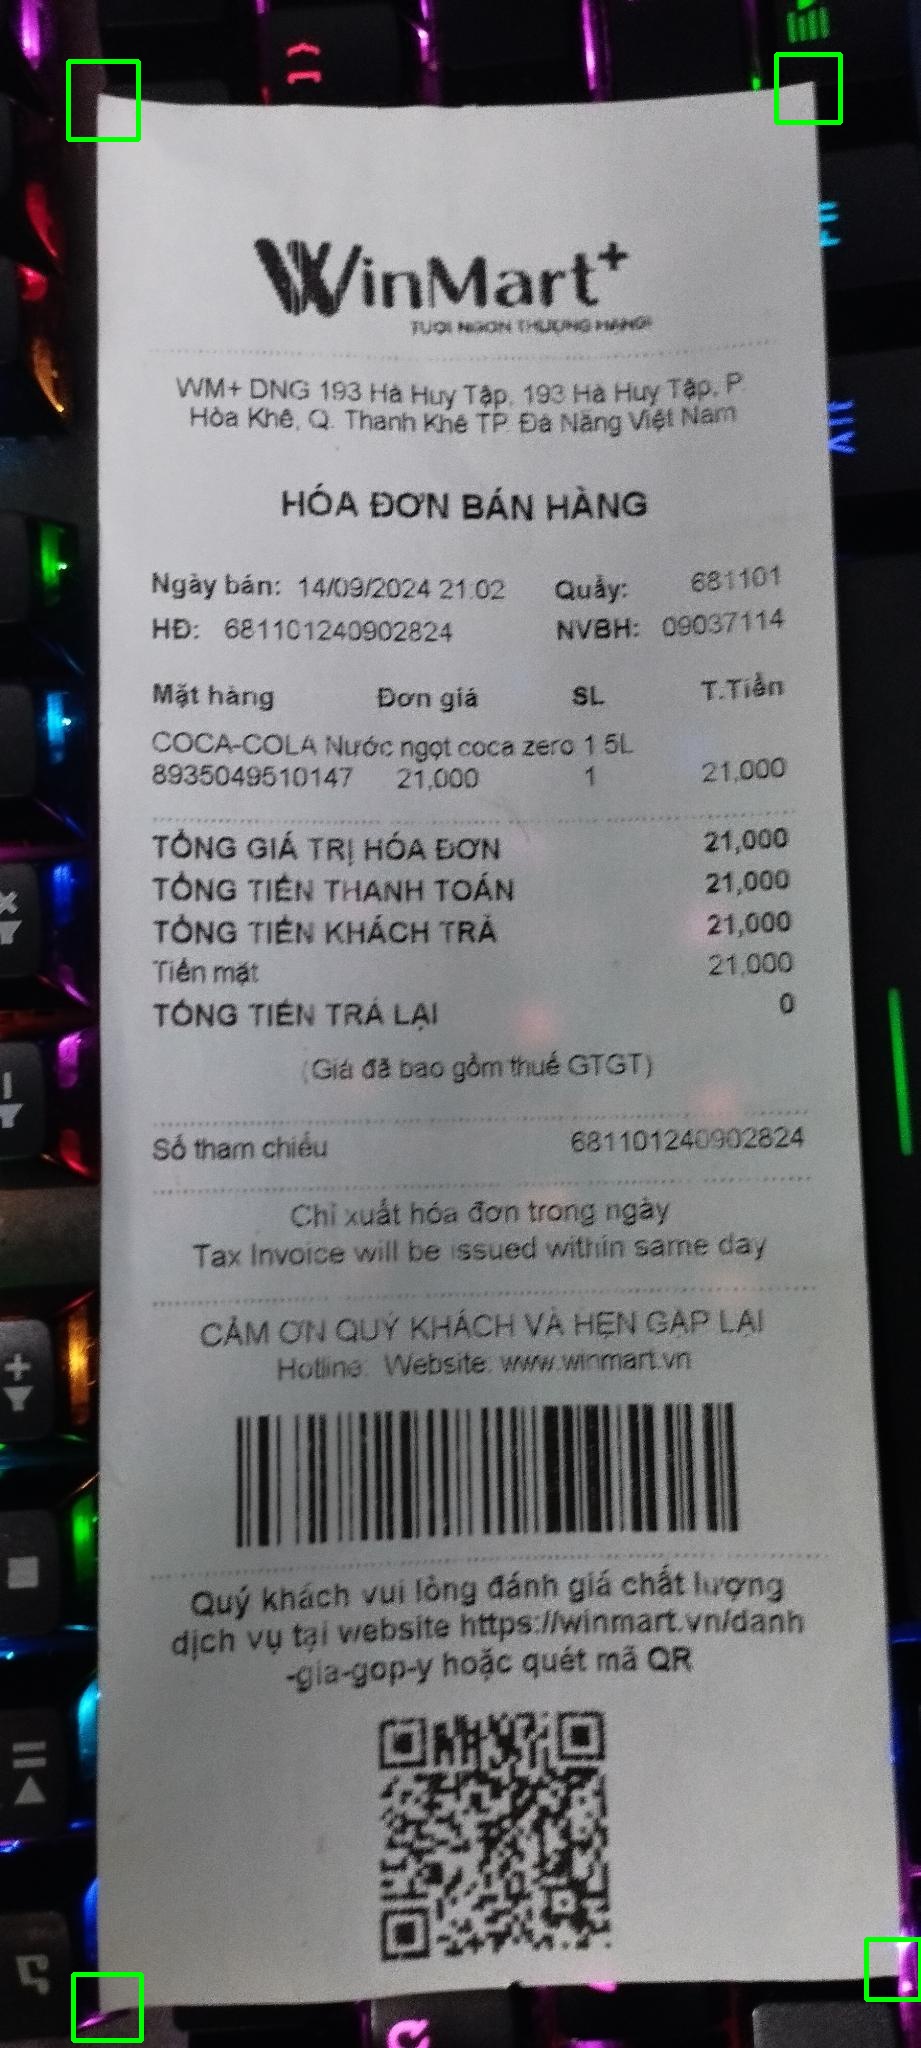 WinMart+
TƯƠI NGON THƯỢNG HẠNG!
WM+ DNG 193 Hà Huy Tập, 193 Hà Huy Tập, P.
Hòa Khê, Q. Thanh Khê TP. Đà Nẵng Việt Nam
HÓA ĐƠN BÁN HÀNG
Ngày bán: 14/09/2024 21:02 Quầy: 681101
HĐ: 681101240902824 NVBH: 09037114
Mặt hàng Đơn giá SL T.Tiền
COCA-COLA Nước ngọt coca zero 1.5L
8935049510147 21,000 1 21,000
TỔNG GIÁ TRỊ HÓA ĐƠN 21,000
TỔNG TIỀN THANH TOÁN 21,000
TỔNG TIỀN KHÁCH TRẢ 21,000
Tiền mặt 21,000
TỔNG TIỀN TRẢ LẠI 0
(Giá đã bao gồm thuế GTGT)
Số tham chiếu 681101240902824
Chỉ xuất hóa đơn trong ngày
Tax Invoice will be issued within same day
CẢM ƠN QUÝ KHÁCH VÀ HẸN GẶP LẠI
Hotline: Website: www.winmart.vn
Quý khách vui lòng đánh giá chất lượng
dịch vụ tại website https://winmart.vn/danh
-gia-gop-y hoặc quét mã QR